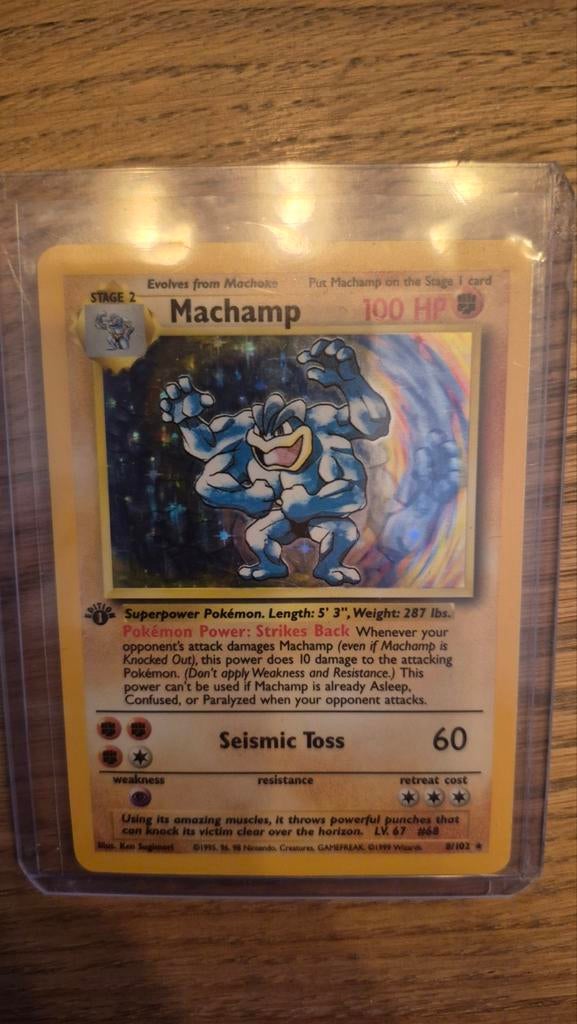 Evolves from Machoke Put Machamp on the Stage 1 card
STAGE 2
Machamp 100 HP
EDITION 1
Superpower Pokémon. Length: 5' 3", Weight: 287 lbs.
Pokémon Power: Strikes Back Whenever your
opponent's attack damages Machamp (even if Machamp is
Knocked Out), this power does 10 damage to the attacking
Pokémon. (Don't apply Weakness and Resistance.) This
power can't be used if Machamp is already Asleep,
Confused, or Paralyzed when your opponent attacks.
Seismic Toss 60
weakness resistance retreat cost
Using its amazing muscles, it throws powerful punches that
can knock its victim clear over the horizon. LV. 67 #68
Illus. Ken Sugimori ©1995, 96, 98 Nintendo, Creatures, GAMEFREAK. ©1999 Wizards. 8/102 ★